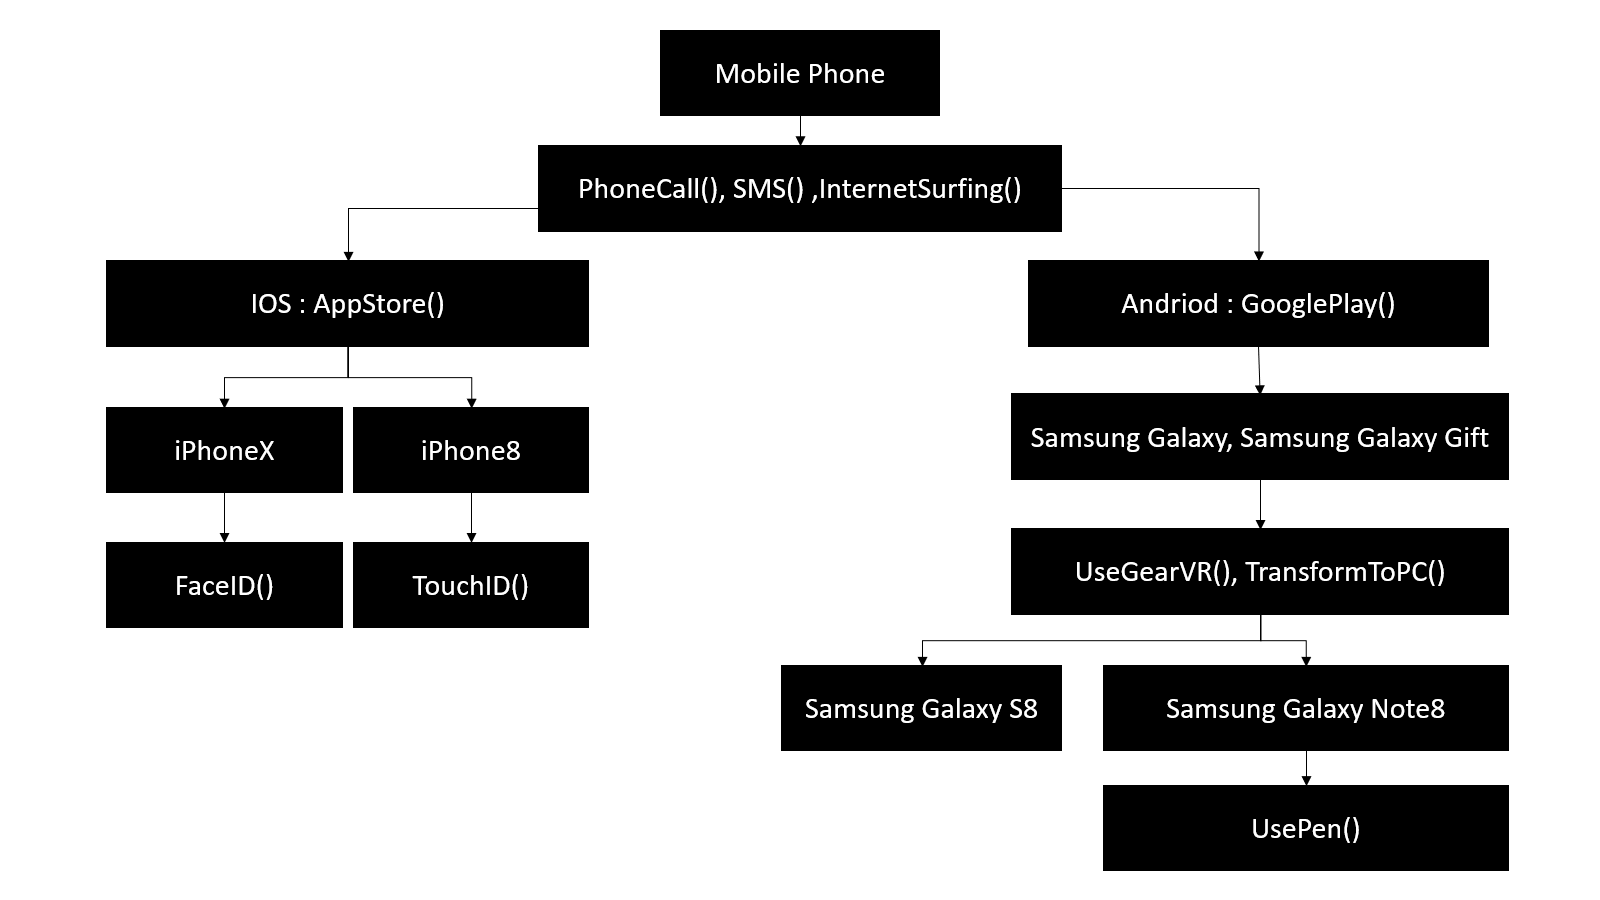 Mobile Phone
PhoneCall(), SMS() ,InternetSurfing()
IOS : AppStore()
Andriod : GooglePlay()
iPhoneX
iPhone8
Samsung Galaxy, Samsung Galaxy Gift
FaceID()
TouchID()
UseGearVR(), TransformToPC()
Samsung Galaxy S8
Samsung Galaxy Note8
UsePen()